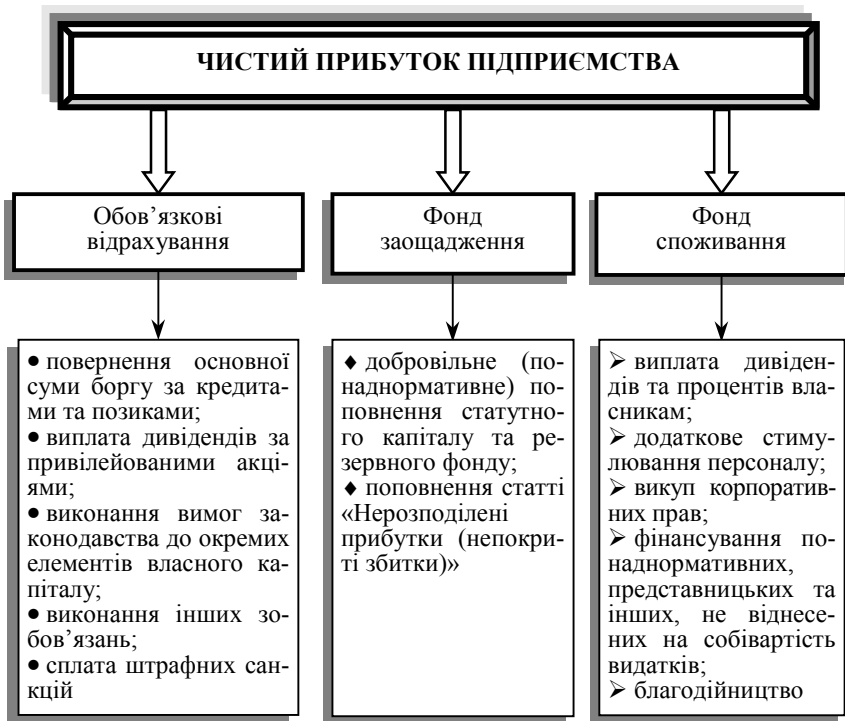 ЧИСТИЙ ПРИБУТОК ПІДПРИЄМСТВА
Обов’язкові
відрахування
• повернення основної
суми боргу за кредита-
ми та позиками;
• виплата дивідендів за
привілейованими акці-
ями;
• виконання вимог за-
конодавства до окремих
елементів власного ка-
піталу;
• виконання інших зо-
бов’язань;
• сплата штрафних сан-
кцій
Фонд
заощадження
♦ добровільне (по-
наднормативне) по-
повнення статутно-
го капіталу та ре-
зервного фонду;
♦ поповнення статті
«Нерозподілені
прибутки (непокри-
ті збитки)»
Фонд
споживання
➢ виплата дивіден-
дів та процентів вла-
сникам;
➢ додаткове стиму-
лювання персоналу;
➢ викуп корпоратив-
них прав;
➢ фінансування по-
наднормативних,
представницьких та
інших, не віднесе-
них на собівартість
видатків;
➢ благодійництво